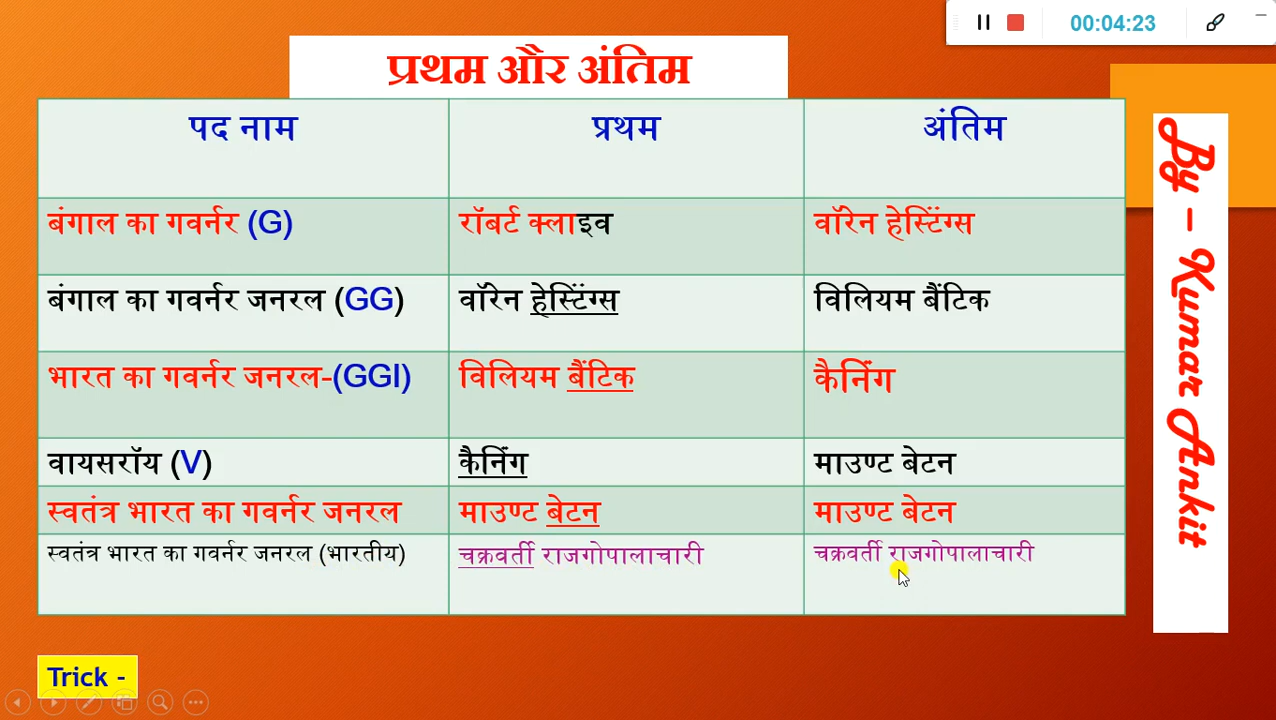 00:04:23
प्रथम और अंतिम
पद नाम प्रथम अंतिम
बंगाल का गवर्नर (G) रॉबर्ट क्लाइव वॉरेन हेस्टिंग्स
बंगाल का गवर्नर जनरल (GG) वॉरेन हेस्टिंग्स विलियम बैंटिक
भारत का गवर्नर जनरल-(GGI) विलियम बैंटिक कैनिंग
वायसरॉय (V) कैनिंग माउण्ट बेटन
स्वतंत्र भारत का गवर्नर जनरल माउण्ट बेटन माउण्ट बेटन
स्वतंत्र भारत का गवर्नर जनरल (भारतीय) चक्रवर्ती राजगोपालाचारी चक्रवर्ती राजगोपालाचारी
Trick -
By - Kumar Ankit